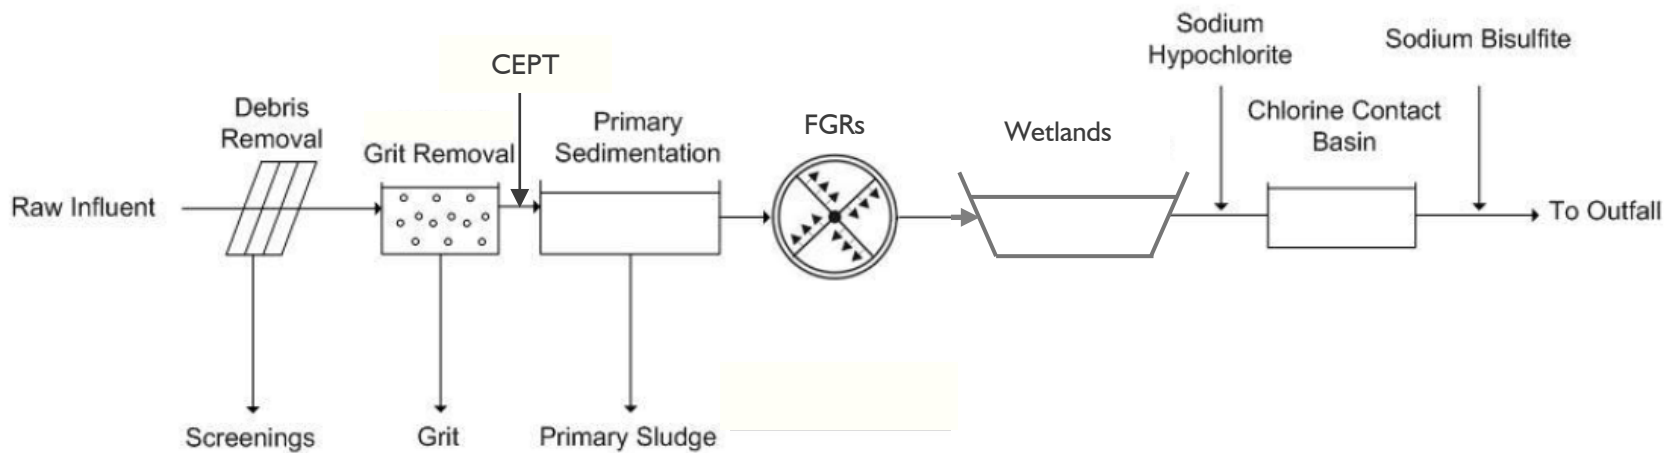 Sodium
Hypochlorite
Sodium Bisulfite
CEPT
Debris
Removal
Grit Removal
Primary
Sedimentation
FGRs
Wetlands
Chlorine Contact
Basin
Raw Influent
To Outfall
Screenings
Grit
Primary Sludge